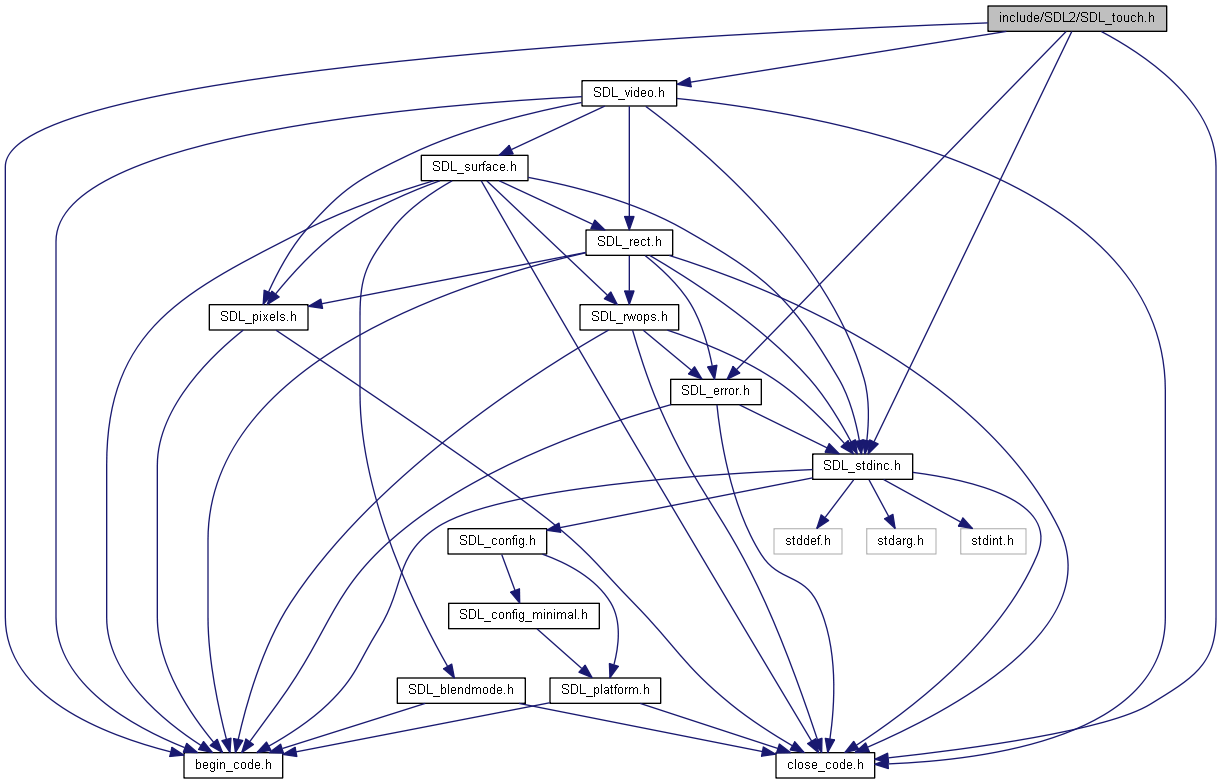 include/SDL2/SDL_touch.h
SDL_video.h
SDL_surface.h
SDL_rect.h
SDL_pixels.h
SDL_rwops.h
SDL_error.h
SDL_stdinc.h
SDL_config.h
stddef.h
stdarg.h
stdint.h
SDL_config_minimal.h
SDL_blendmode.h
SDL_platform.h
begin_code.h
close_code.h